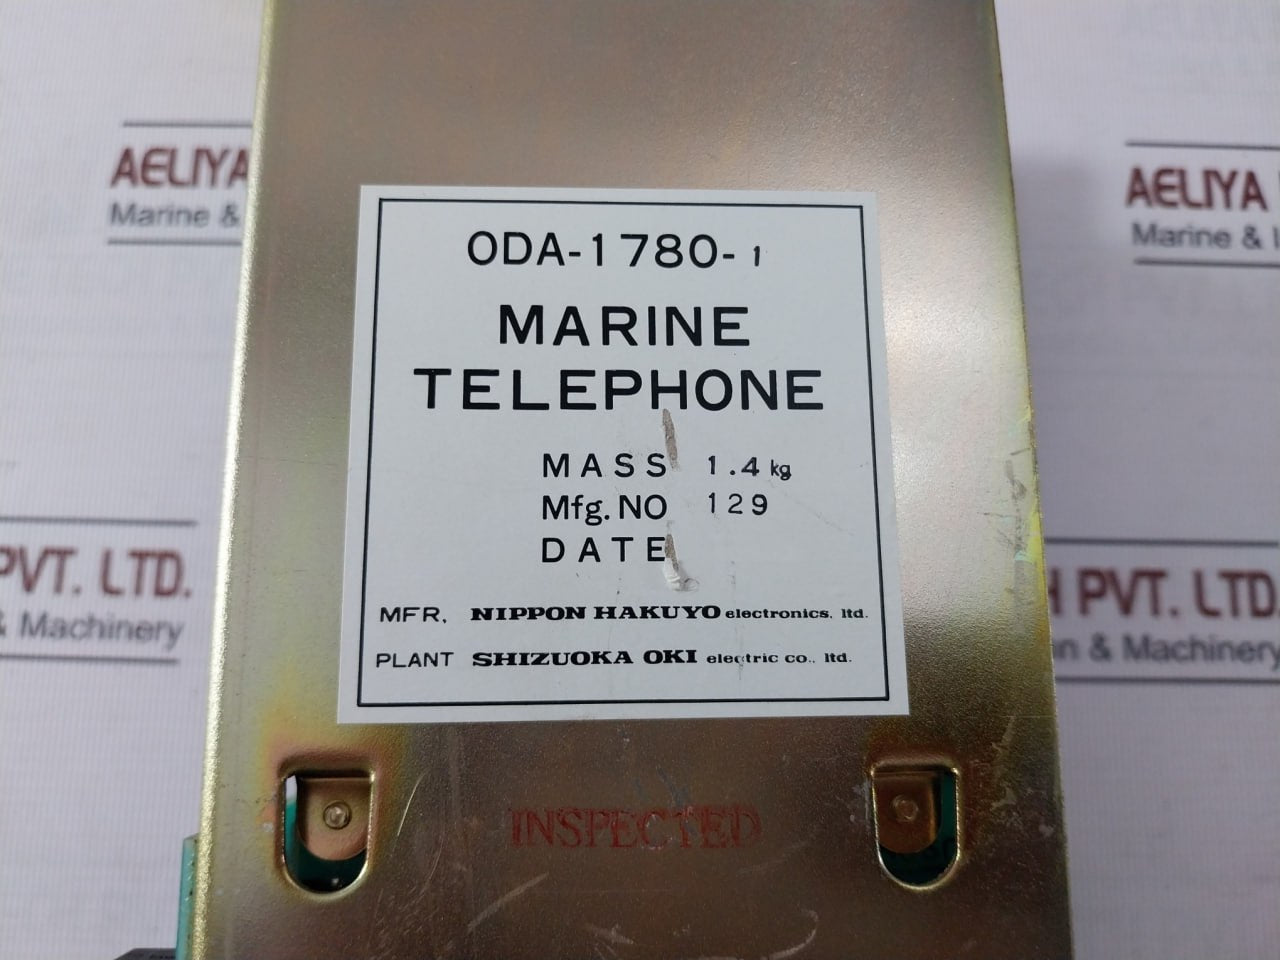 AELIYA
Marine &
AELIYA
Marine &
ODA-1780-1
MARINE
TELEPHONE
MASS 1.4 kg
Mfg. NO 129
DATE
MFR, NIPPON HAKUYO electronics, ltd.
PLANT SHIZUOKA OKI electric co., ltd.
PVT. LTD.
& Machinery
PVT. LTD.
& Machinery
INSPECTED